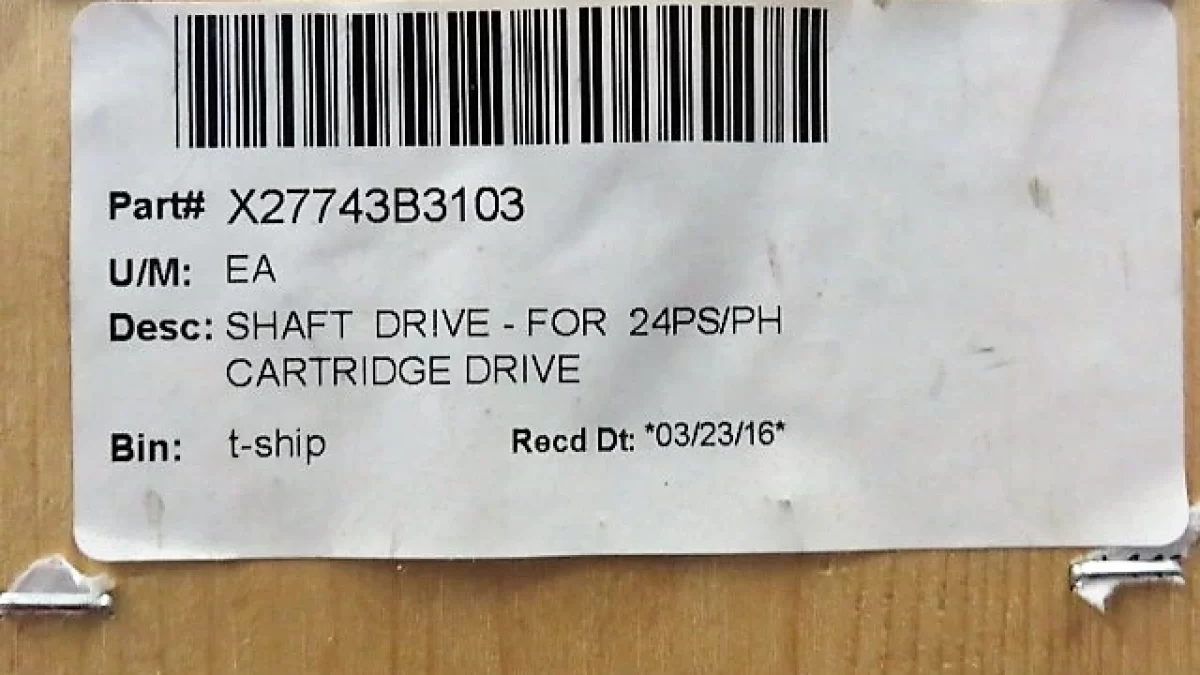 Part# X27743B3103
U/M: EA
Desc: SHAFT DRIVE - FOR 24PS/PH
CARTRIDGE DRIVE
Bin: t-ship Recd Dt: *03/23/16*